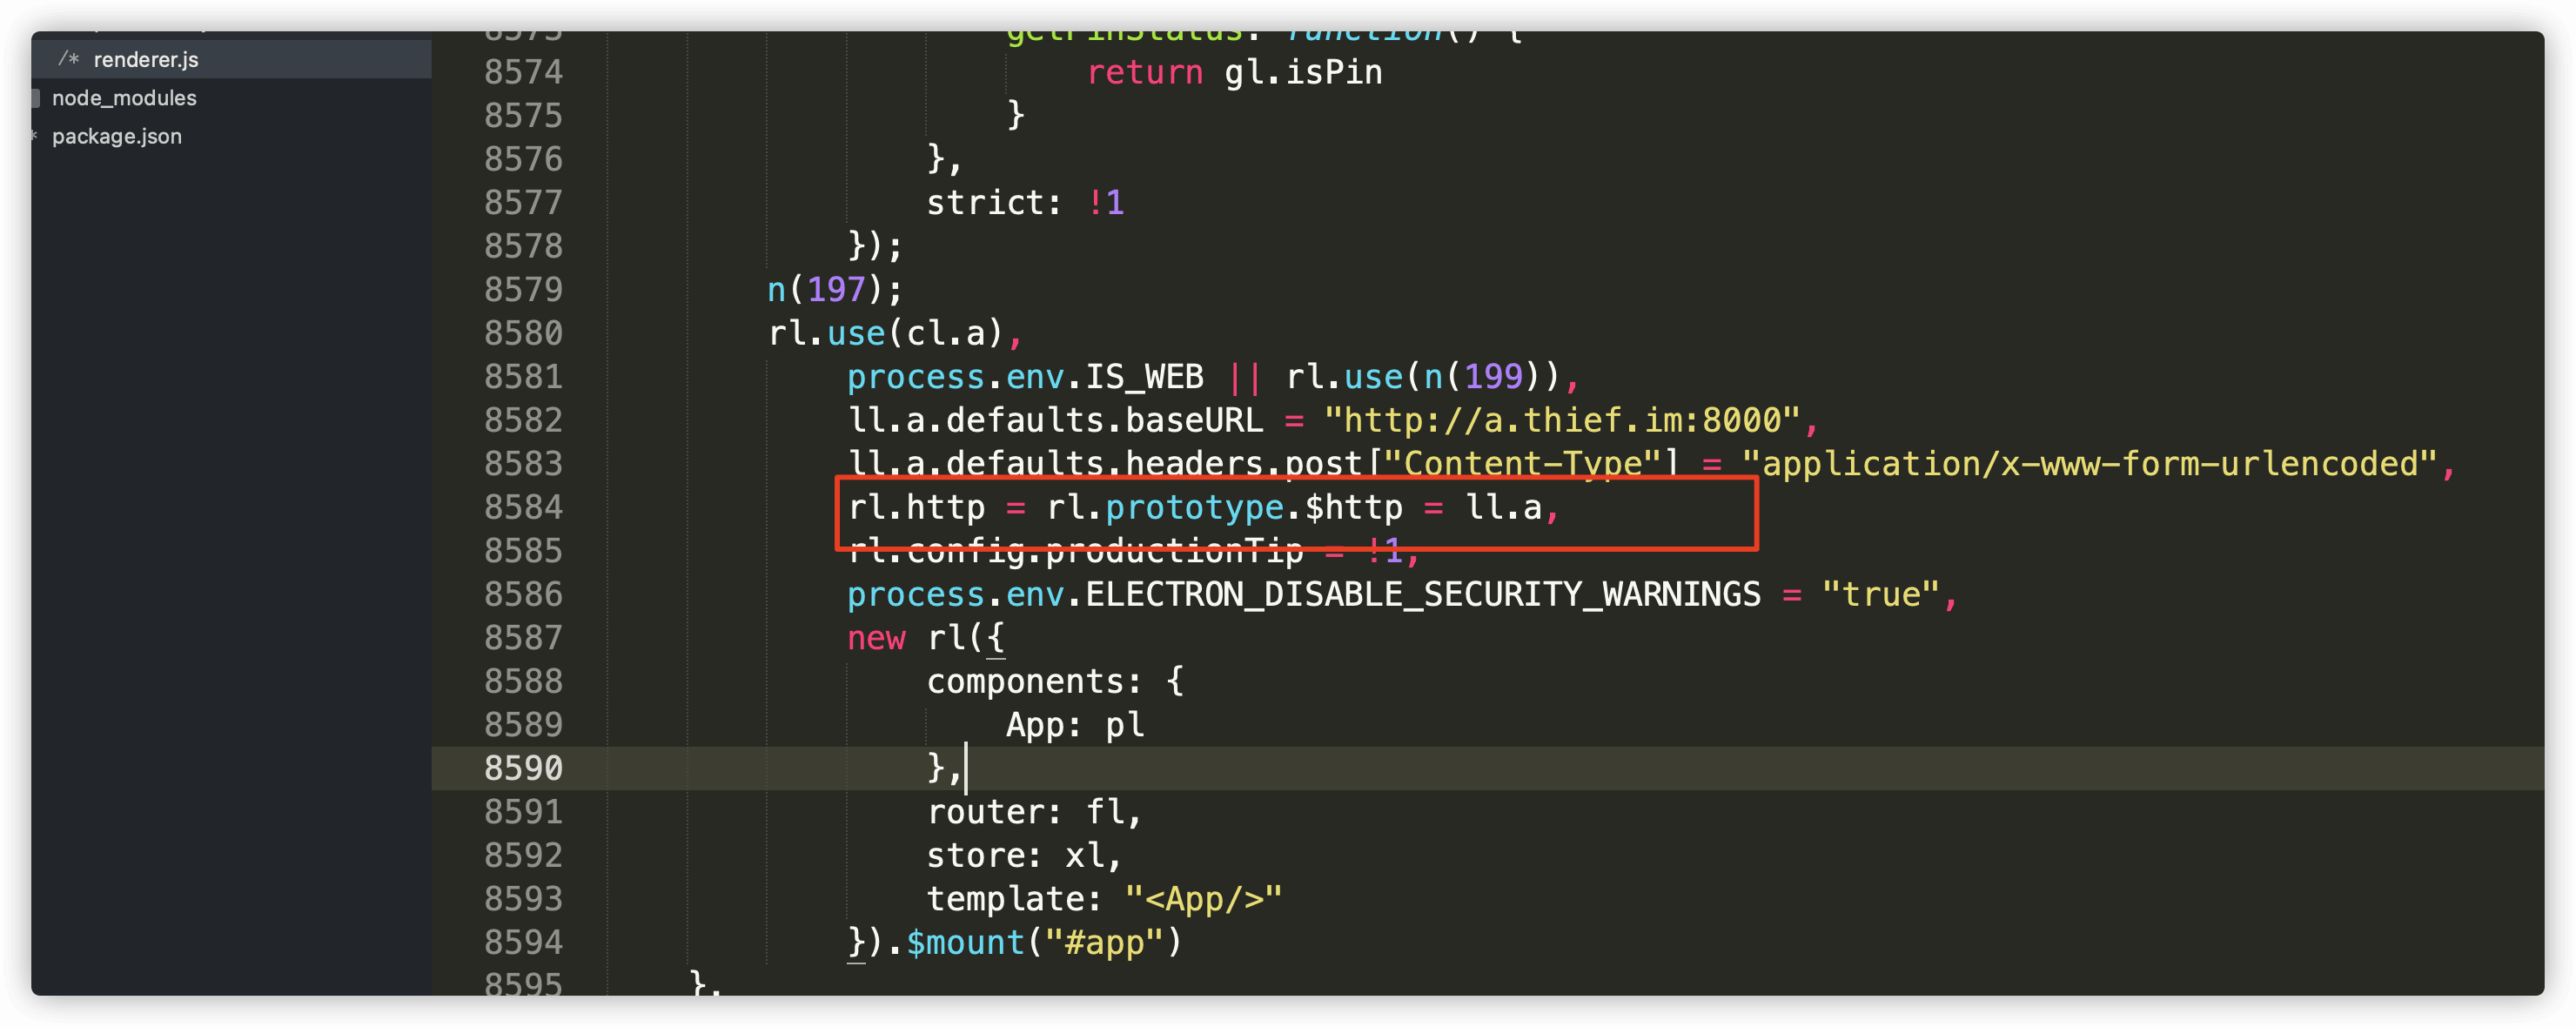 /* renderer.js
node_modules
* package.json
8573 getPinStatus: function() {
8574 return gl.isPin
8575 }
8576 },
8577 strict: !1
8578 });
8579 n(197);
8580 rl.use(cl.a),
8581 process.env.IS_WEB || rl.use(n(199)),
8582 ll.a.defaults.baseURL = "http://a.thief.im:8000",
8583 ll.a.defaults.headers.post["Content-Type"] = "application/x-www-form-urlencoded",
8584 rl.http = rl.prototype.$http = ll.a,
8585 rl.config.productionTip = !1,
8586 process.env.ELECTRON_DISABLE_SECURITY_WARNINGS = "true",
8587 new rl({
8588 components: {
8589 App: pl
8590 },
8591 router: fl,
8592 store: xl,
8593 template: "<App/>"
8594 }).$mount("#app")
8595 },